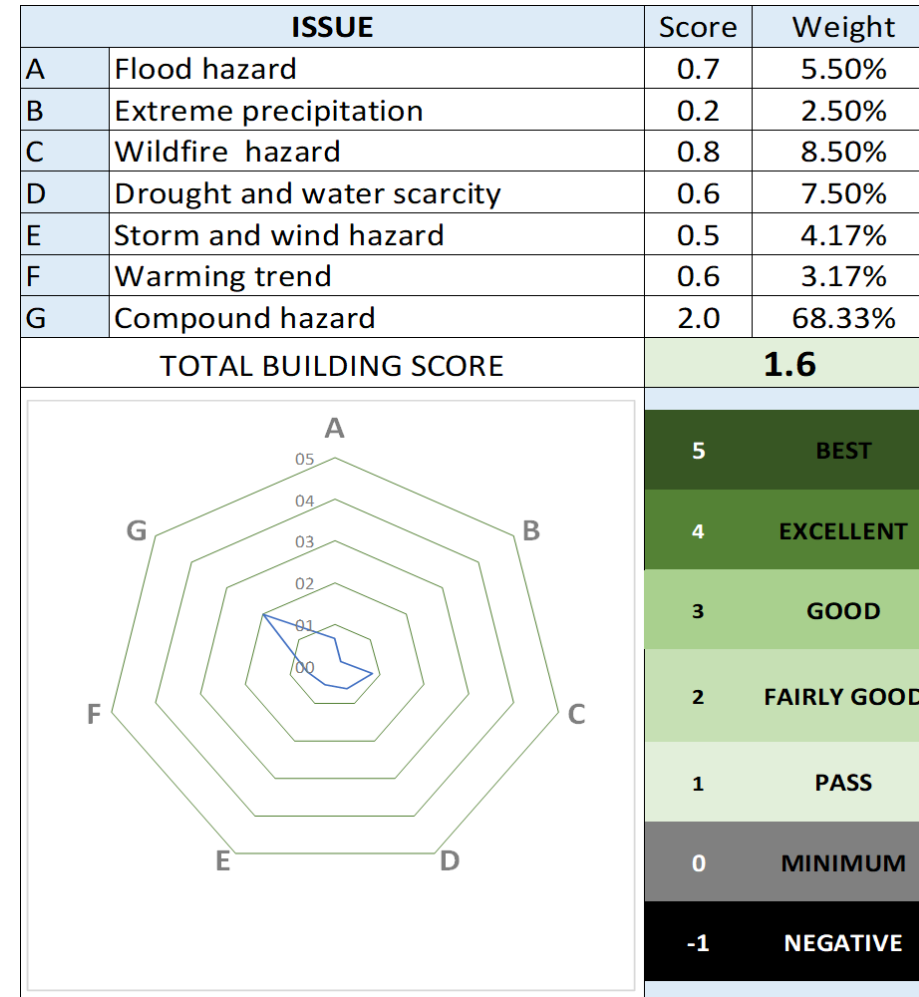 ISSUE Score Weight
A Flood hazard 0.7 5.50%
B Extreme precipitation 0.2 2.50%
C Wildfire hazard 0.8 8.50%
D Drought and water scarcity 0.6 7.50%
E Storm and wind hazard 0.5 4.17%
F Warming trend 0.6 3.17%
G Compound hazard 2.0 68.33%
TOTAL BUILDING SCORE 1.6
A
05
04
03
02
01
00
B
C
D
E
F
G
5 BEST
4 EXCELLENT
3 GOOD
2 FAIRLY GOOD
1 PASS
0 MINIMUM
-1 NEGATIVE